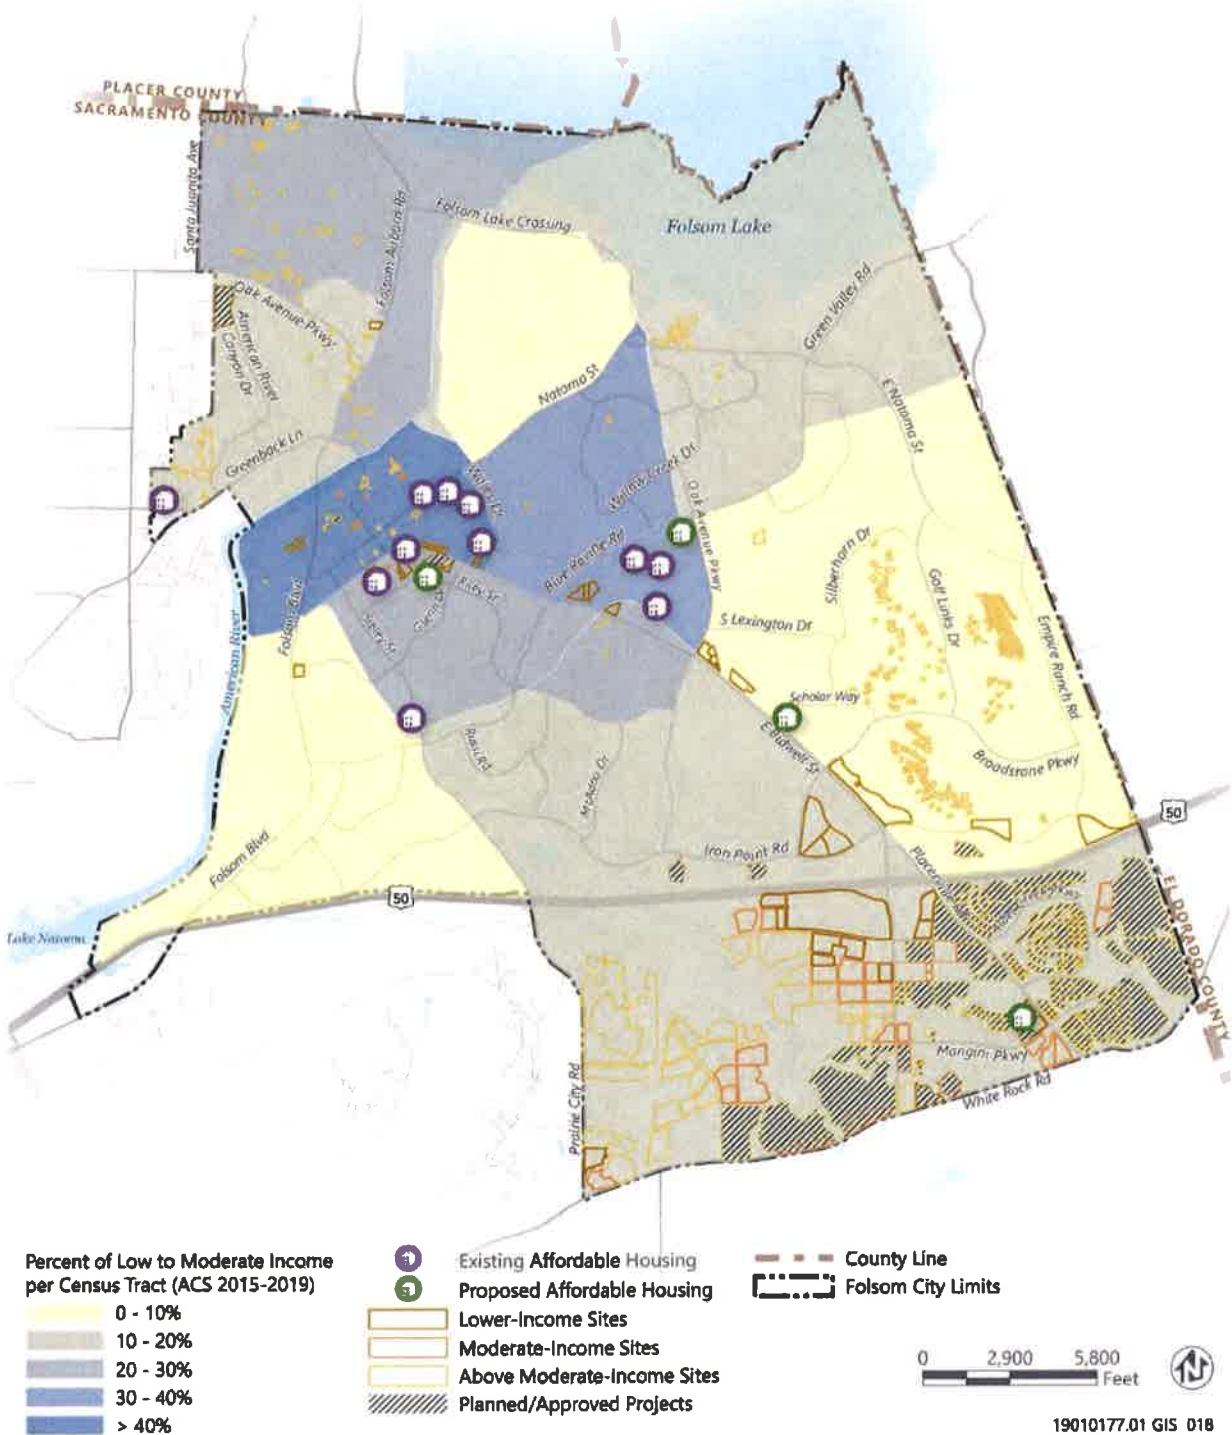 PLACER COUNTY
SACRAMENTO COUNTY
Santa Juanita Ave
Folsom Auburn Rd
Folsom Lake Crossing
Folsom Lake
Green Valley Rd
Oak Avenue Pkwy
American River
Canyon Dr
Natoma St
E Natoma St
Greenback Ln
Willow Creek Dr
Oak Avenue Pkwy
Blue Ravine Rd
Riley St
Glenn Dr
Sibley St
Folsom Blvd
American River
Silberhorn Dr
Golf Links Dr
Empire Ranch Rd
S Lexington Dr
Scholar Way
E Bidwell St
Broadstone Pkwy
McAdoo Dr
Iron Point Rd
Folsom Blvd
50
50
Lake Natoma
EL DORADO COUNTY
Mangini Pkwy
White Rock Rd
Prairie City Rd
Percent of Low to Moderate Income
per Census Tract (ACS 2015-2019)
0 - 10%
10 - 20%
20 - 30%
30 - 40%
> 40%
Existing Affordable Housing
Proposed Affordable Housing
Lower-Income Sites
Moderate-Income Sites
Above Moderate-Income Sites
Planned/Approved Projects
County Line
Folsom City Limits
0 2,900 5,800
Feet
N
19010177.01 GIS 018